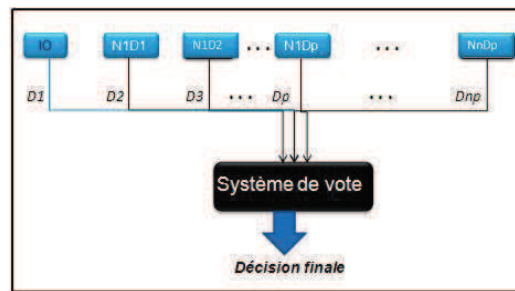 IO N1D1 N1D2 ... N1Dp ... NnDp
D1 D2 D3 ... Dp ... Dnp
Système de vote
Décision finale